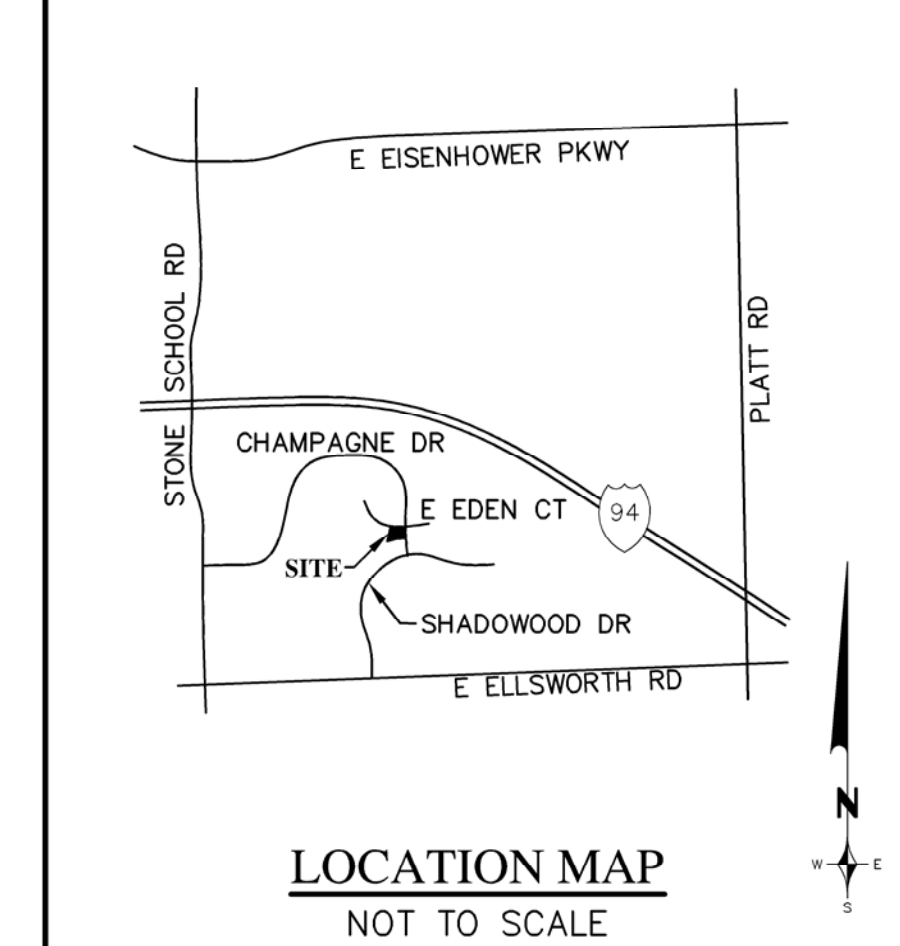 E EISENHOWER PKWY
STONE SCHOOL RD
PLATT RD
CHAMPAGNE DR
E EDEN CT
94
SITE
SHADOWOOD DR
E ELLSWORTH RD
N
W E
S
LOCATION MAP
NOT TO SCALE